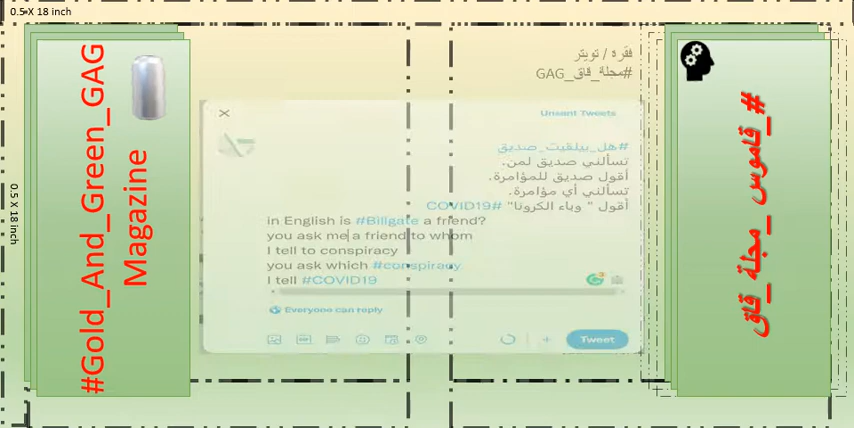 0.5 X 18 inch
0.5 X 18 inch
#Gold_And_Green_GAG
Magazine
فقره / تويتر
#مجلة_قاق_GAG
Unsent Tweets
#هل_بيلقيت_صديق
تسألني صديق لمن.
أقول صديق للمؤامرة.
تسألني أي مؤامرة.
أقول " وباء الكرونا" #COVID19
in English is #Billgate a friend?
you ask me a friend to whom
I tell to conspiracy
you ask which #conspiracy
I tell #COVID19
Everyone can reply
Tweet
#_قاموس_مجلة_قاق